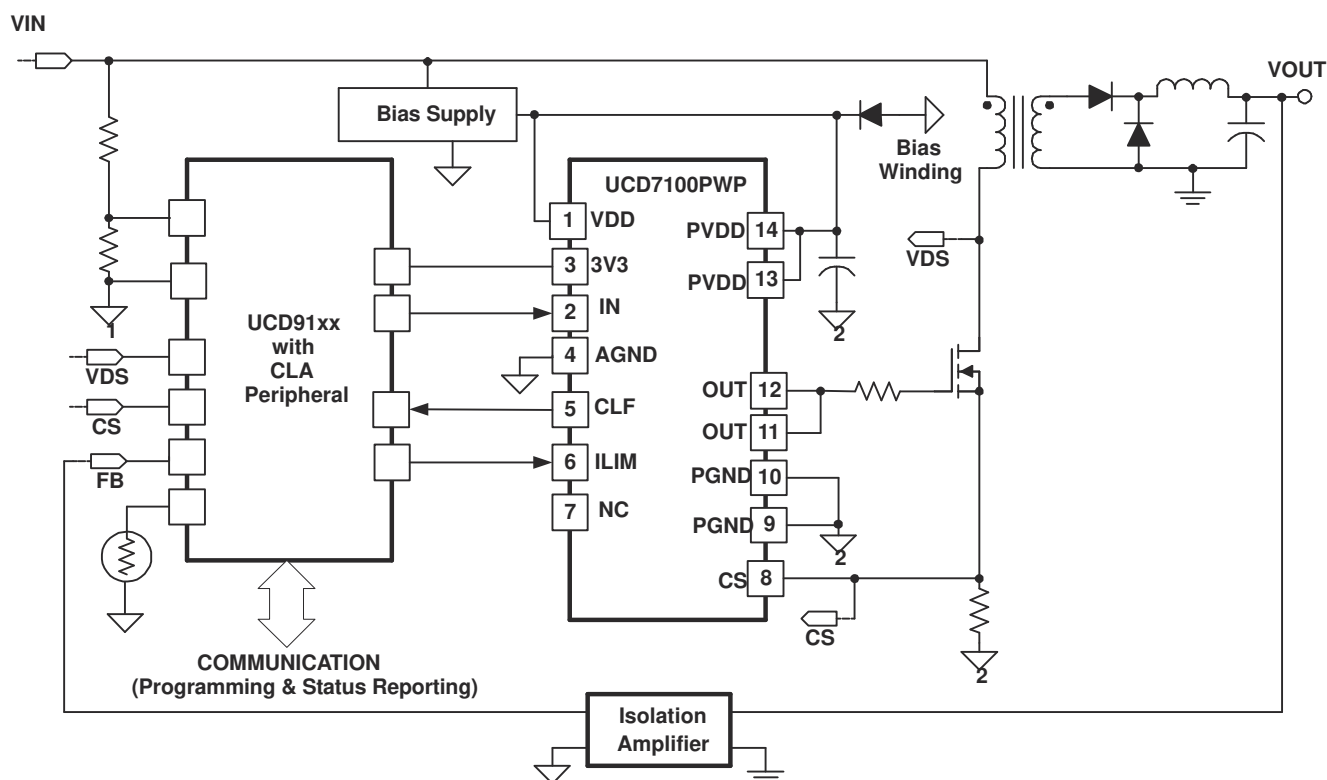 VIN
VOUT
Bias Supply
Bias
Winding
UCD7100PWP
1 VDD
3 3V3
2 IN
4 AGND
5 CLF
6 ILIM
7 NC
PVDD 14
PVDD 13
2
OUT 12
OUT 11
PGND 10
PGND 9
2
CS 8
CS
VDS
2
UCD91xx
with
CLA
Peripheral
1
VDS
CS
FB
COMMUNICATION
(Programming & Status Reporting)
Isolation
Amplifier